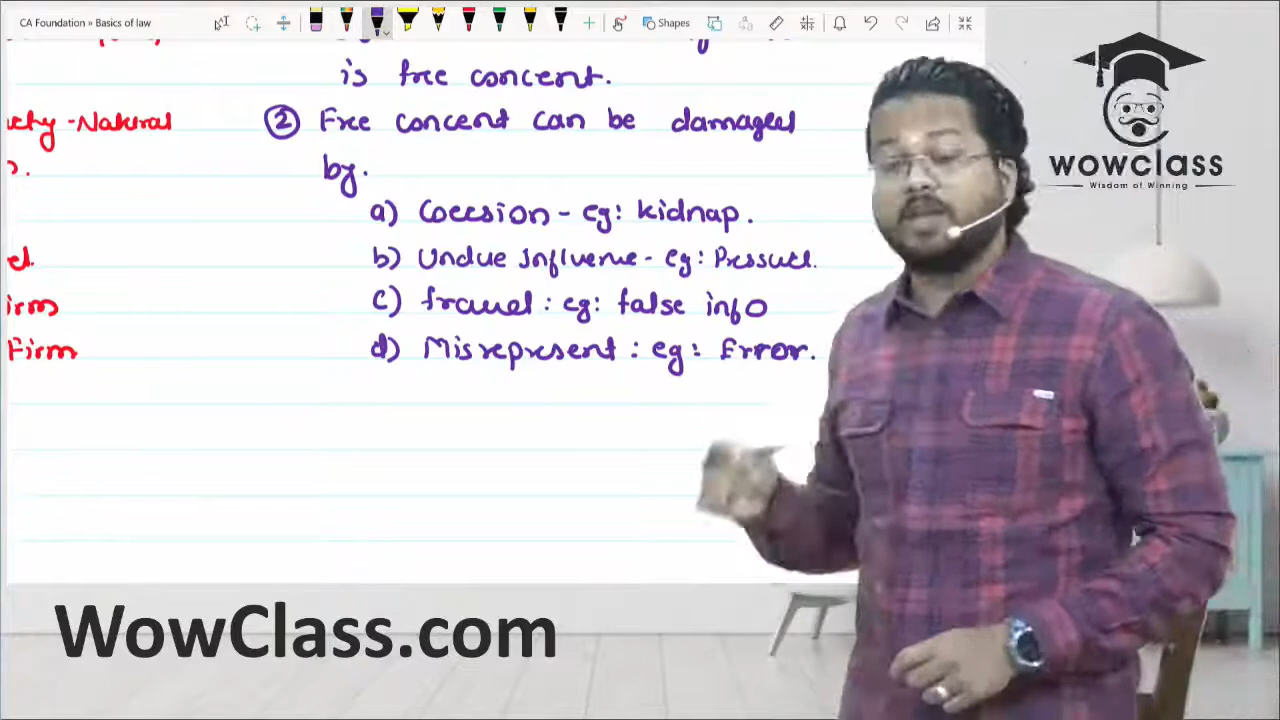 CA Foundation » Basics of law
Shapes
is free concent.
② Free concent can be damaged
by.
a) Coersion - eg: kidnap.
b) Undue Influence - eg: Pressure.
c) fraud : eg: false info
d) Misrepresent : eg: Error.
-Natural
irm
Firm
wowclass
Wisdom of Winning
WowClass.com